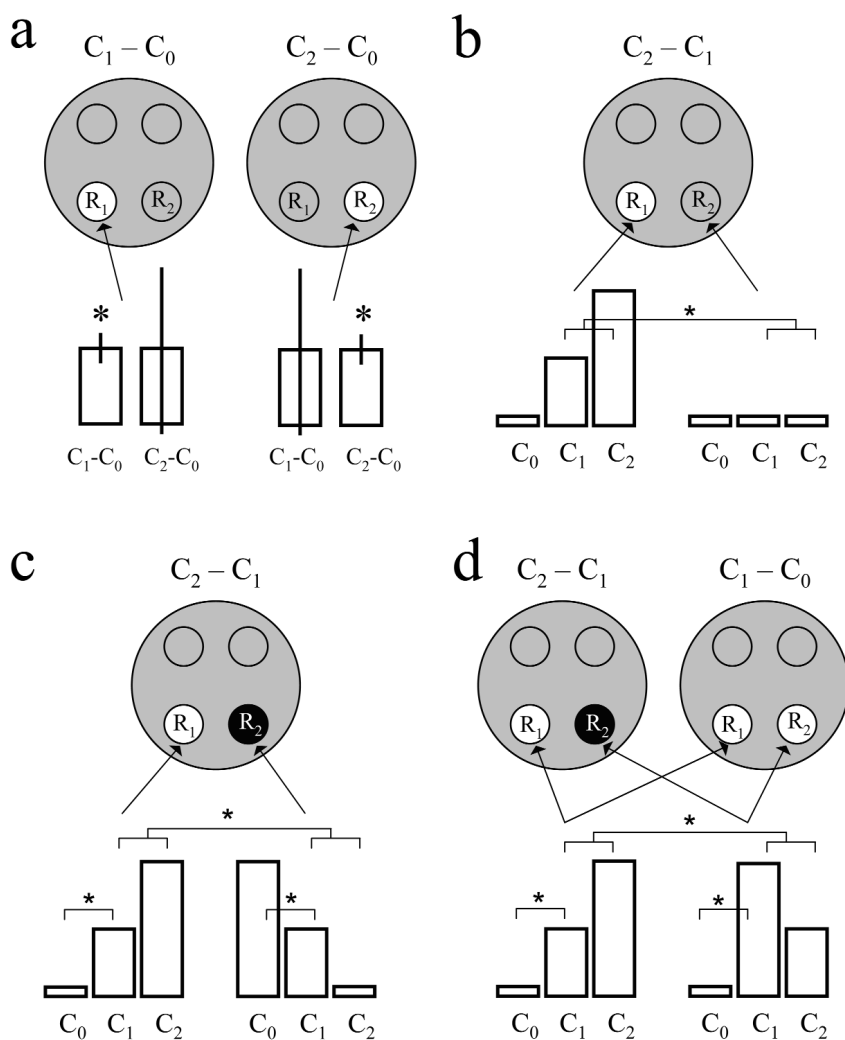 a
C₁ – C₀
C₂ – C₀
R₁ R₂
R₁ R₂
*
*
C₁-C₀ C₂-C₀
C₁-C₀ C₂-C₀
b
C₂ – C₁
R₁ R₂
*
C₀ C₁ C₂
C₀ C₁ C₂
c
C₂ – C₁
R₁ R₂
*
*
*
C₀ C₁ C₂
C₀ C₁ C₂
d
C₂ – C₁
C₁ – C₀
R₁ R₂
R₁ R₂
*
*
*
C₀ C₁ C₂
C₀ C₁ C₂